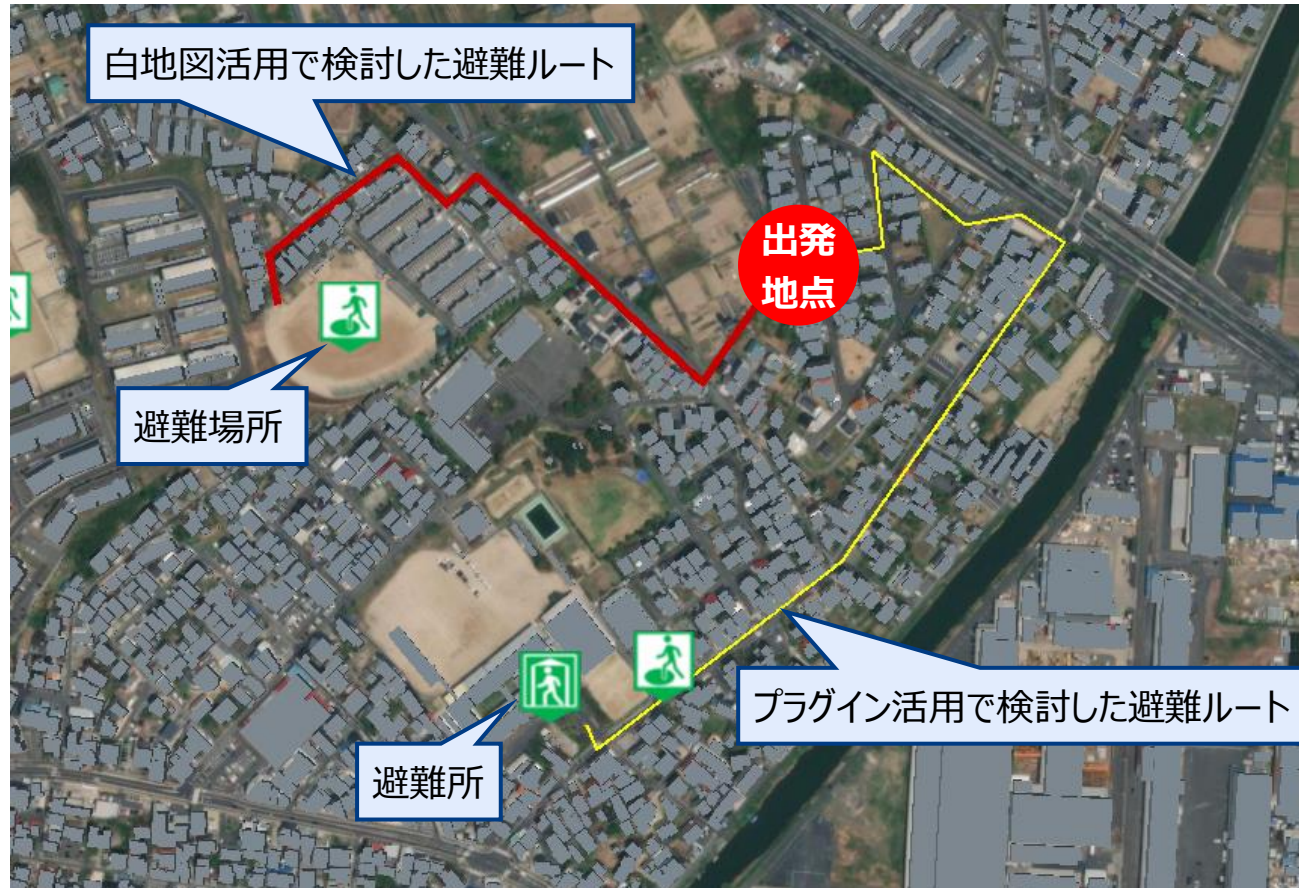 白地図活用で検討した避難ルート
出発
地点
避難場所
プラグイン活用で検討した避難ルート
避難所